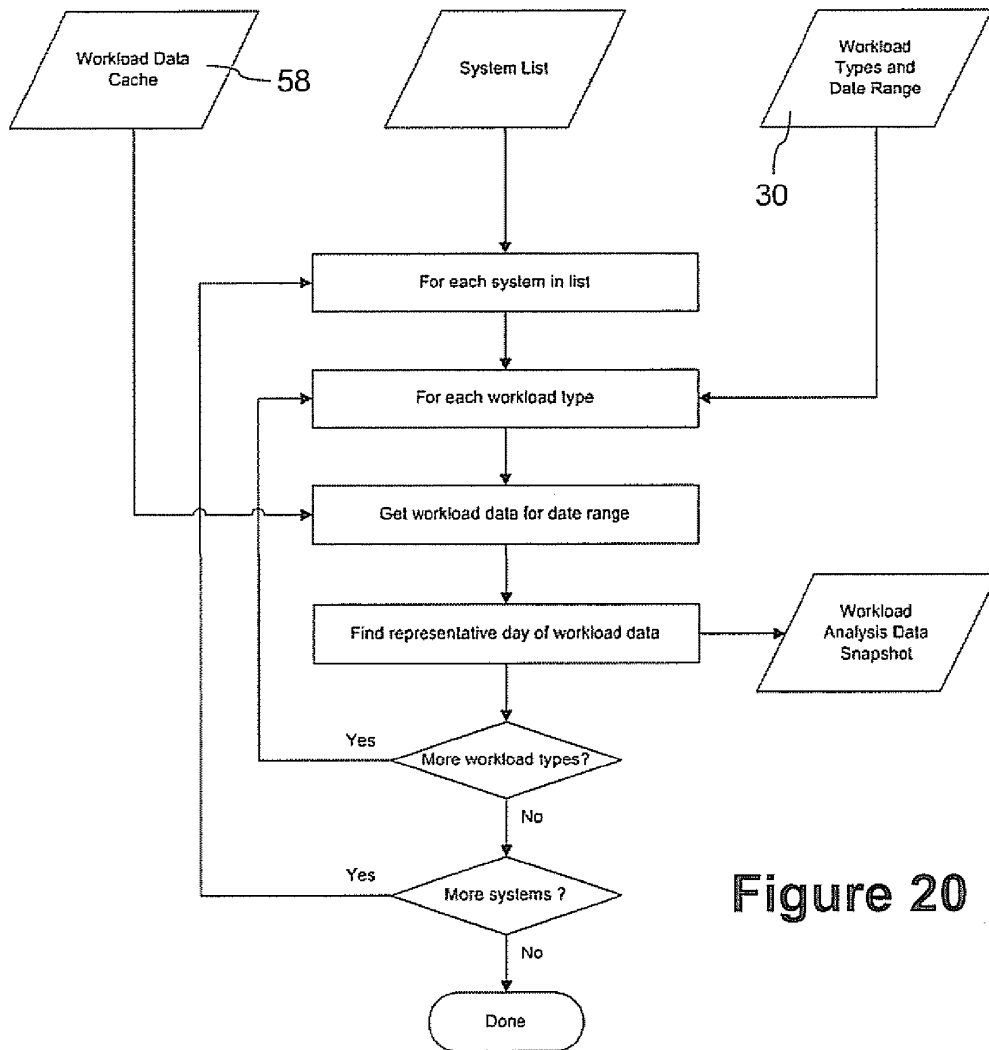 Workload Data
Cache
58
System List
Workload
Types and
Date Range
30
For each system in list
For each workload type
Get workload data for date range
Find representative day of workload data
Workload
Analysis Data
Snapshot
Yes
More workload types?
No
Yes
More systems ?
No
Figure 20
Done